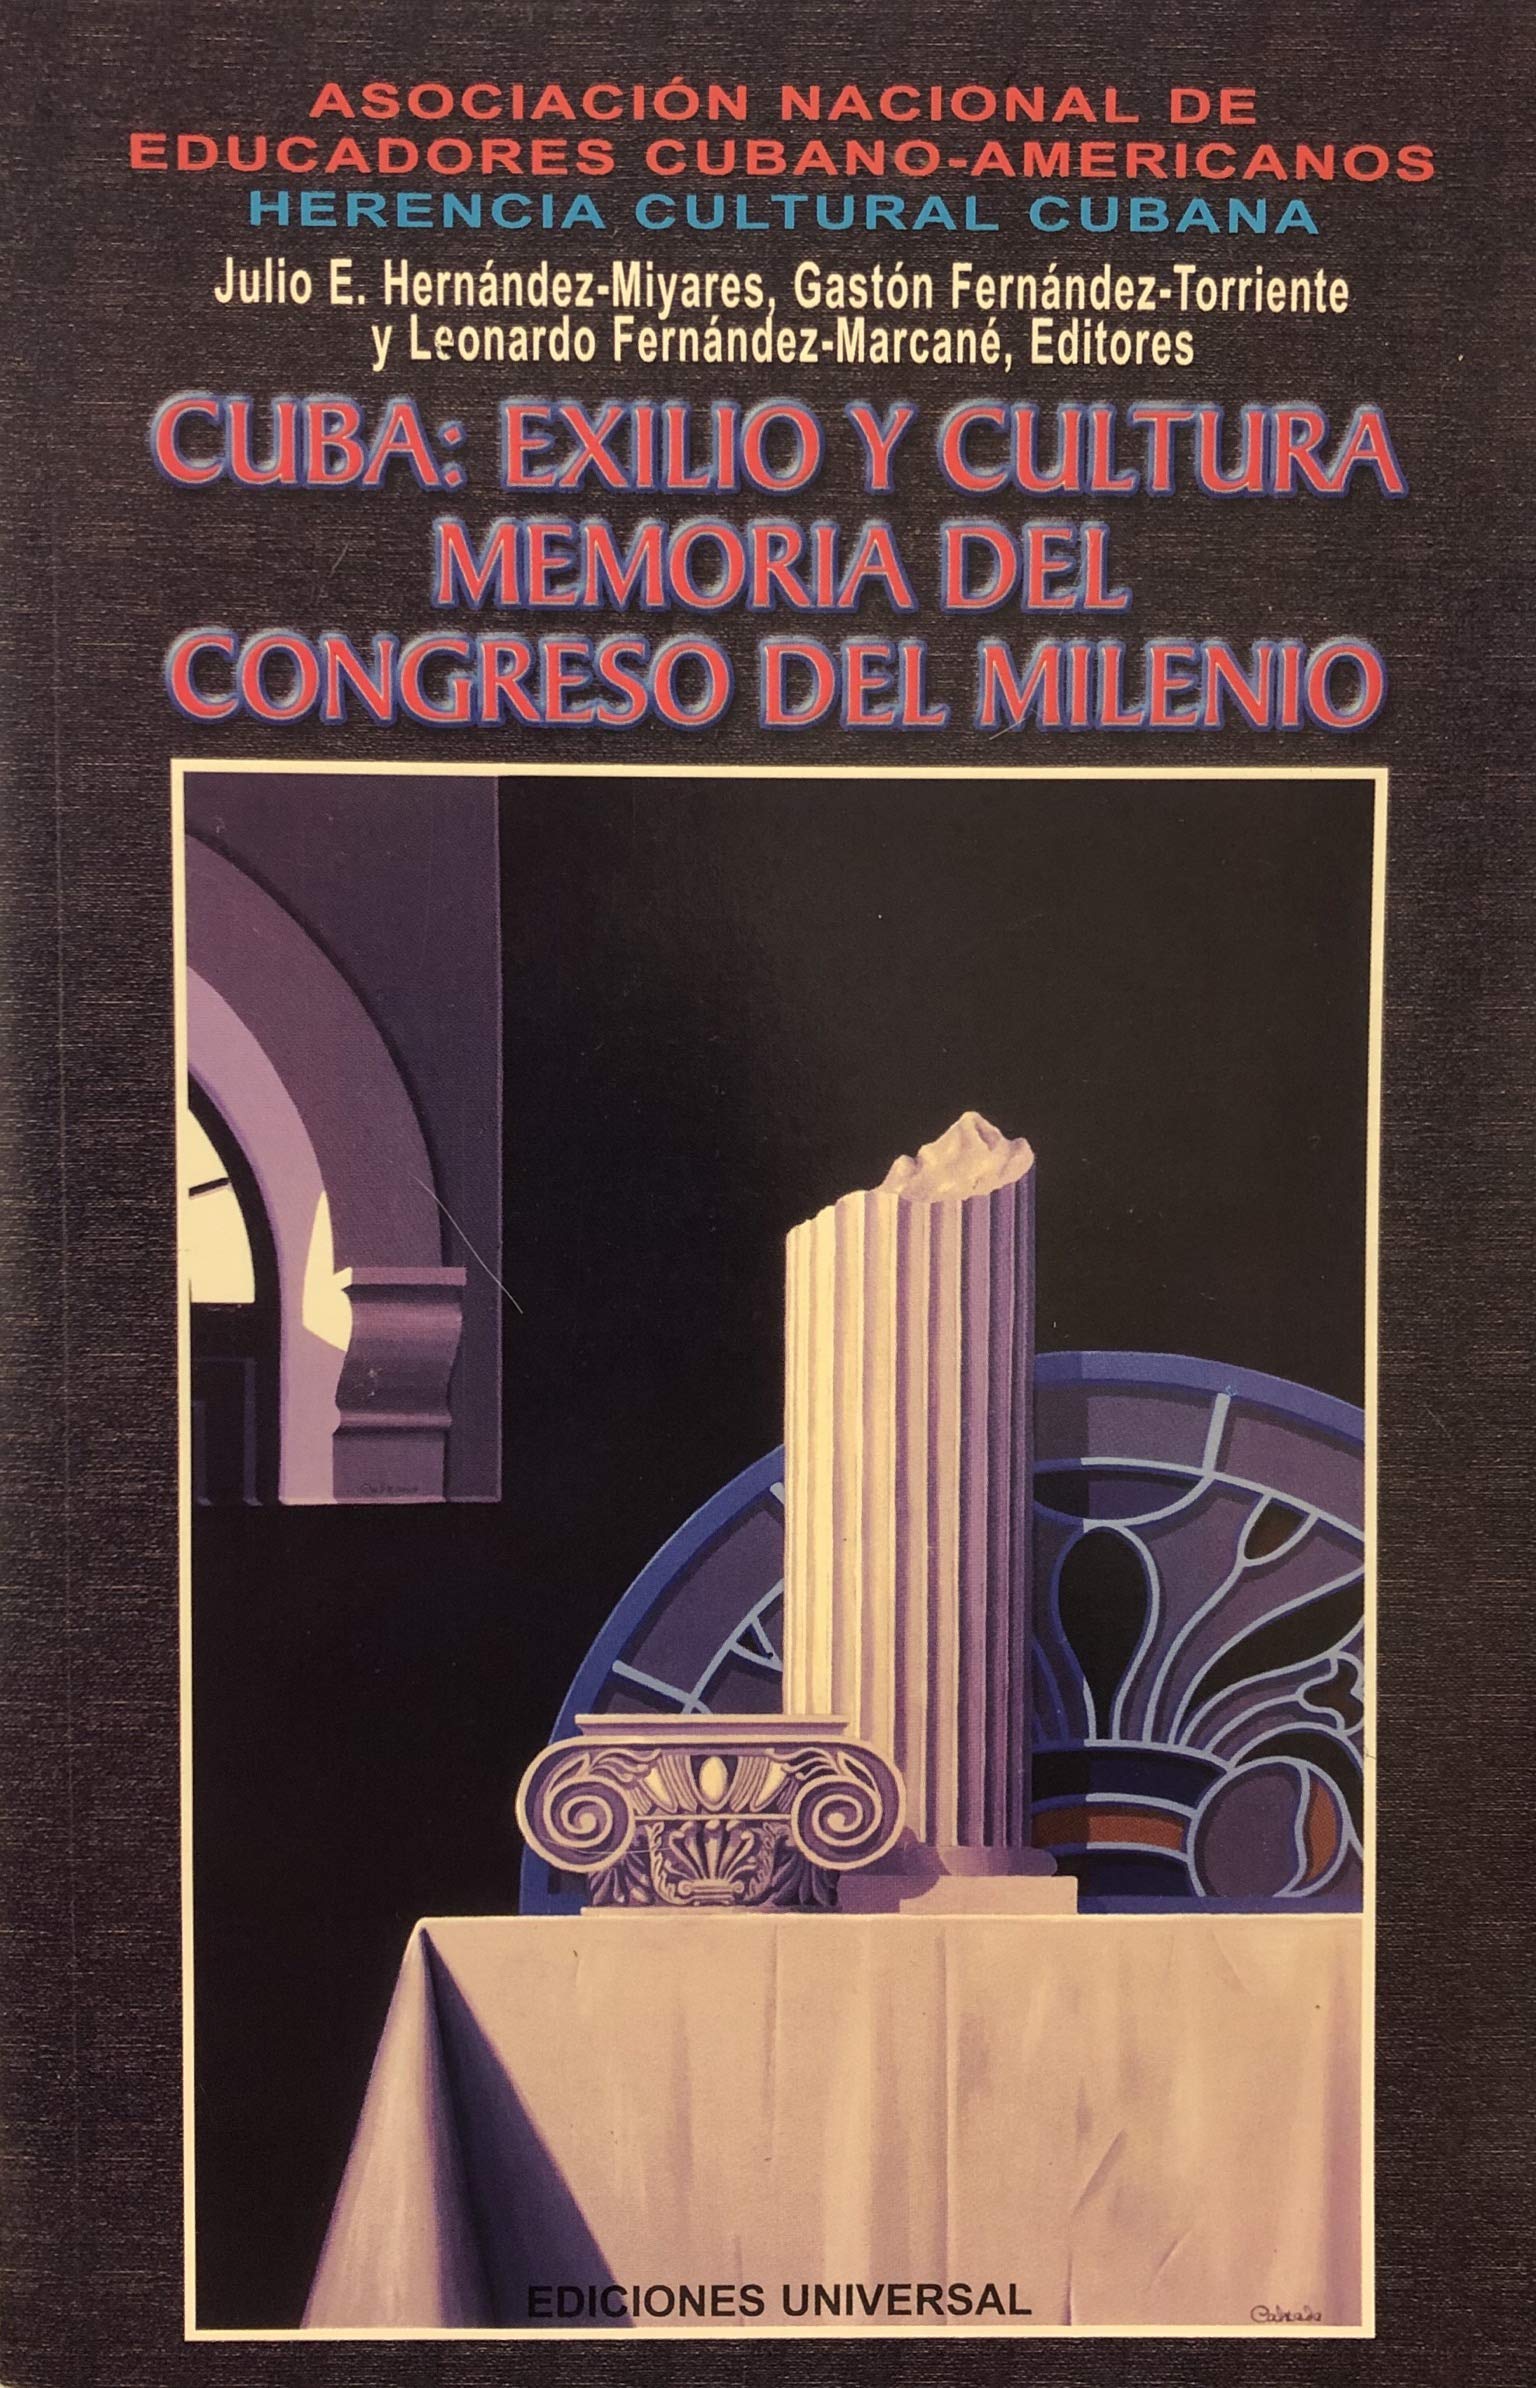 ASOCIACIÓN NACIONAL DE
EDUCADORES CUBANO-AMERICANOS
HERENCIA CULTURAL CUBANA
Julio E. Hernández-Miyares, Gastón Fernández-Torriente
y Leonardo Fernández-Marcané, Editores
CUBA: EXILIO Y CULTURA
MEMORIA DEL
CONGRESO DEL MILENIO
EDICIONES UNIVERSAL